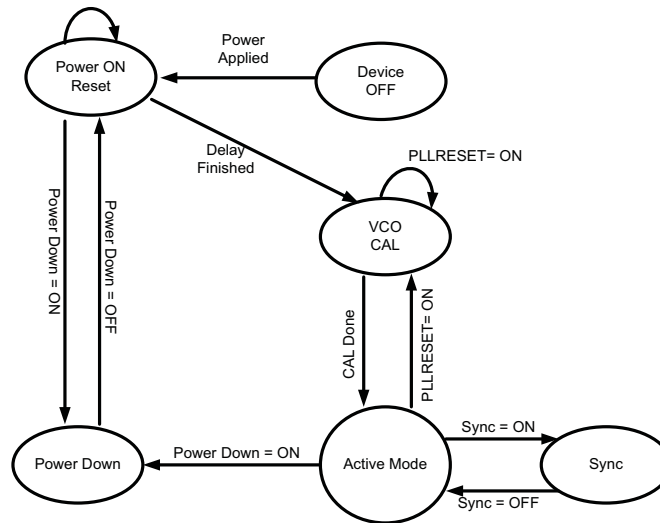 Power ON
Reset
Power
Applied
Device
OFF
Delay
Finished
PLLRESET= ON
VCO
CAL
Power Down = ON
Power Down = OFF
CAL Done
PLLRESET= ON
Power Down
Power Down = ON
Active Mode
Sync = ON
Sync
Sync = OFF